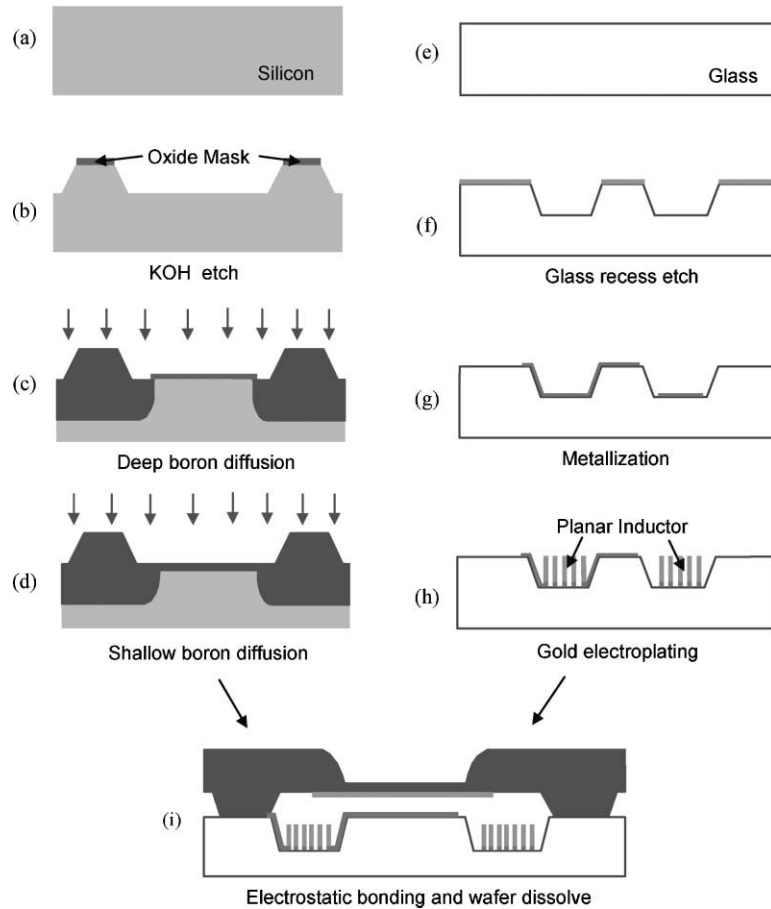 (a)
Silicon
(b)
Oxide Mask
KOH etch
(c)
Deep boron diffusion
(d)
Shallow boron diffusion
(e)
Glass
(f)
Glass recess etch
(g)
Metallization
(h)
Planar Inductor
Gold electroplating
(i)
Electrostatic bonding and wafer dissolve